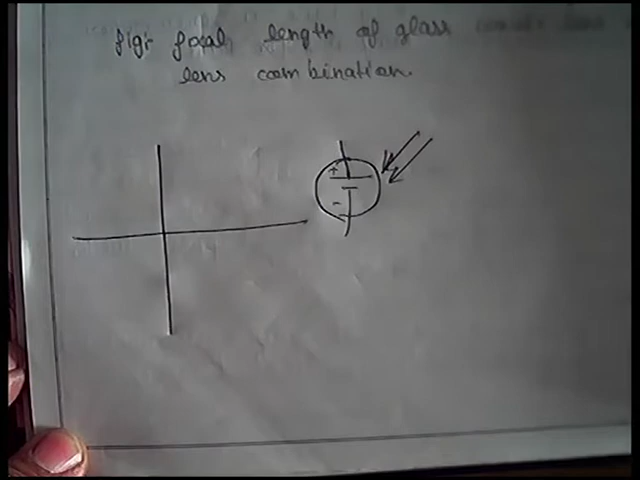 fig:- focal length of glass
lens combination.
+
-